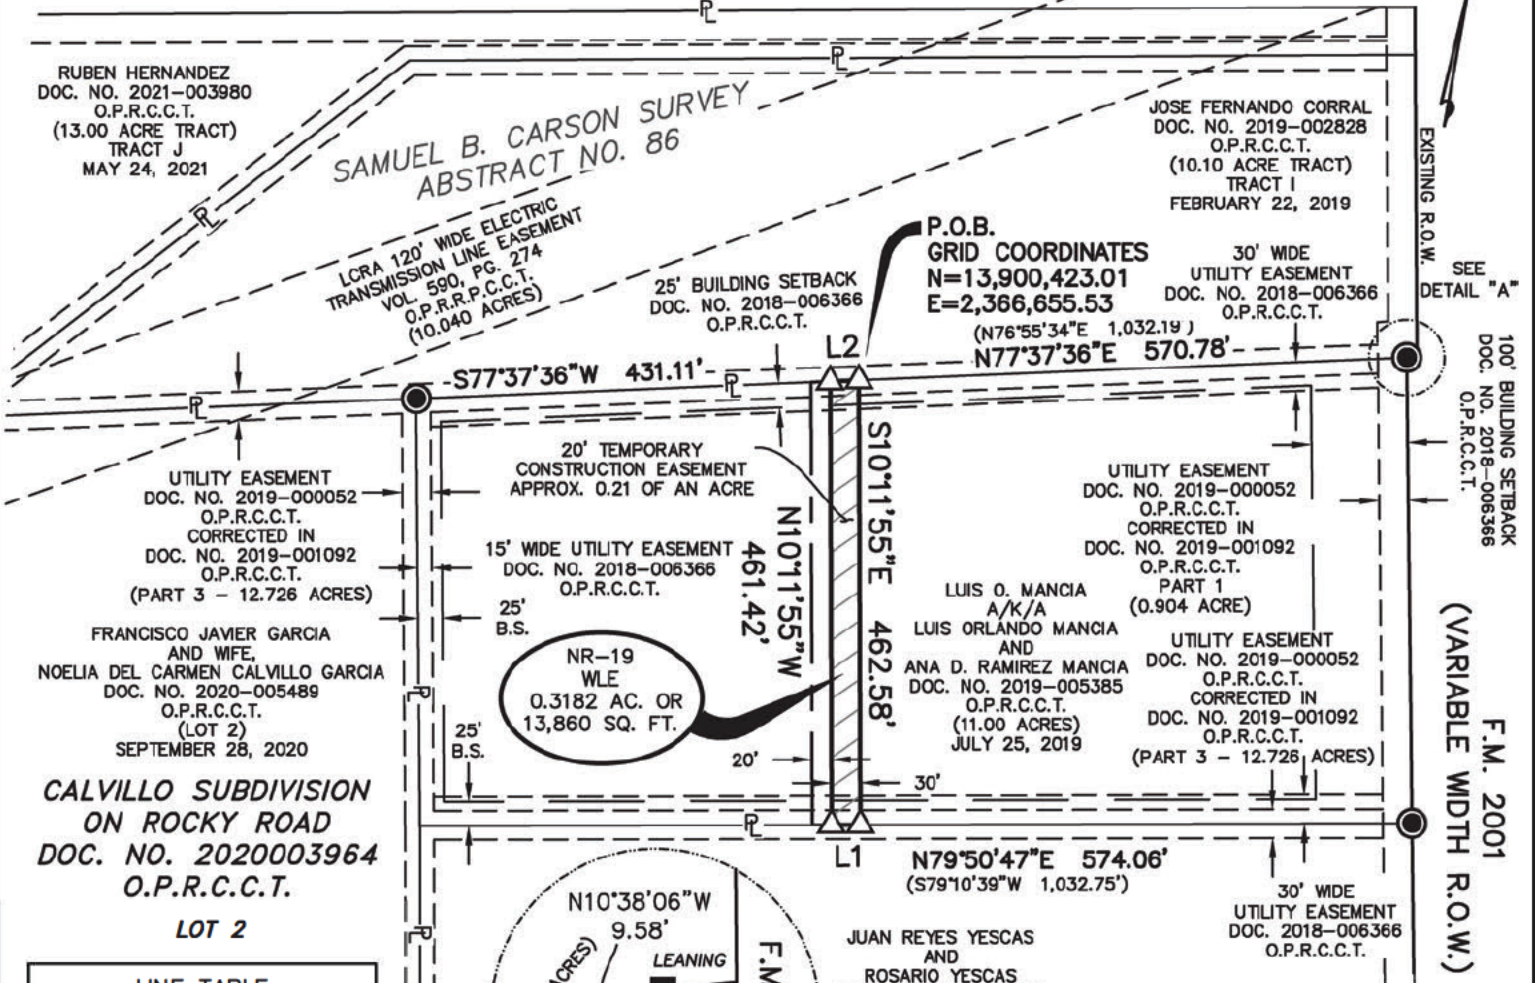 RUBEN HERNANDEZ
DOC. NO. 2021-003980
O.P.R.C.C.T.
(13.00 ACRE TRACT)
TRACT J
MAY 24, 2021
SAMUEL B. CARSON SURVEY
ABSTRACT NO. 86
LCRA 120' WIDE ELECTRIC
TRANSMISSION LINE EASEMENT
VOL. 590, PG. 274
O.P.R.R.P.C.C.T.
(10.040 ACRES)
JOSE FERNANDO CORRAL
DOC. NO. 2019-002828
O.P.R.C.C.T.
(10.10 ACRE TRACT)
TRACT I
FEBRUARY 22, 2019
EXISTING R.O.W.
P.O.B.
GRID COORDINATES
N=13,900,423.01
E=2,366,655.53
25' BUILDING SETBACK
DOC. NO. 2018-006366
O.P.R.C.C.T.
30' WIDE
UTILITY EASEMENT
DOC. NO. 2018-006366
O.P.R.C.C.T.
SEE
DETAIL "A"
(N76°55'34"E 1,032.19')
N77°37'36"E 570.78'
L2
S77°37'36"W 431.11'
PL
PL
PL
PL
PL
100' BUILDING SETBACK
DOC. NO. 2018-006366
O.P.R.C.C.T.
UTILITY EASEMENT
DOC. NO. 2019-000052
O.P.R.C.C.T.
CORRECTED IN
DOC. NO. 2019-001092
O.P.R.C.C.T.
(PART 3 - 12.726 ACRES)
20' TEMPORARY
CONSTRUCTION EASEMENT
APPROX. 0.21 OF AN ACRE
15' WIDE UTILITY EASEMENT
DOC. NO. 2018-006366
O.P.R.C.C.T.
N10°11'55"W
461.42'
S10°11'55"E 462.58'
UTILITY EASEMENT
DOC. NO. 2019-000052
O.P.R.C.C.T.
CORRECTED IN
DOC. NO. 2019-001092
O.P.R.C.C.T.
PART 1
(0.904 ACRE)
25'
B.S.
LUIS O. MANCIA
A/K/A
LUIS ORLANDO MANCIA
AND
ANA D. RAMIREZ MANCIA
DOC. NO. 2019-005385
O.P.R.C.C.T.
(11.00 ACRES)
JULY 25, 2019
UTILITY EASEMENT
DOC. NO. 2019-000052
O.P.R.C.C.T.
CORRECTED IN
DOC. NO. 2019-001092
O.P.R.C.C.T.
(PART 3 - 12.726 ACRES)
FRANCISCO JAVIER GARCIA
AND WIFE,
NOELIA DEL CARMEN CALVILLO GARCIA
DOC. NO. 2020-005489
O.P.R.C.C.T.
(LOT 2)
SEPTEMBER 28, 2020
NR-19
WLE
0.3182 AC. OR
13,860 SQ. FT.
25'
B.S.
20'
30'
PL
PL
PL
F.M. 2001
(VARIABLE WIDTH R.O.W.)
CALVILLO SUBDIVISION
ON ROCKY ROAD
DOC. NO. 2020003964
O.P.R.C.C.T.
LOT 2
L1
N79°50'47"E 574.06'
(S79°10'39"W 1,032.75')
30' WIDE
UTILITY EASEMENT
DOC. NO. 2018-006366
O.P.R.C.C.T.
N10°38'06"W
9.58'
ACRES)
LEANING
F.M
JUAN REYES YESCAS
AND
ROSARIO YESCAS
LINE TABLE